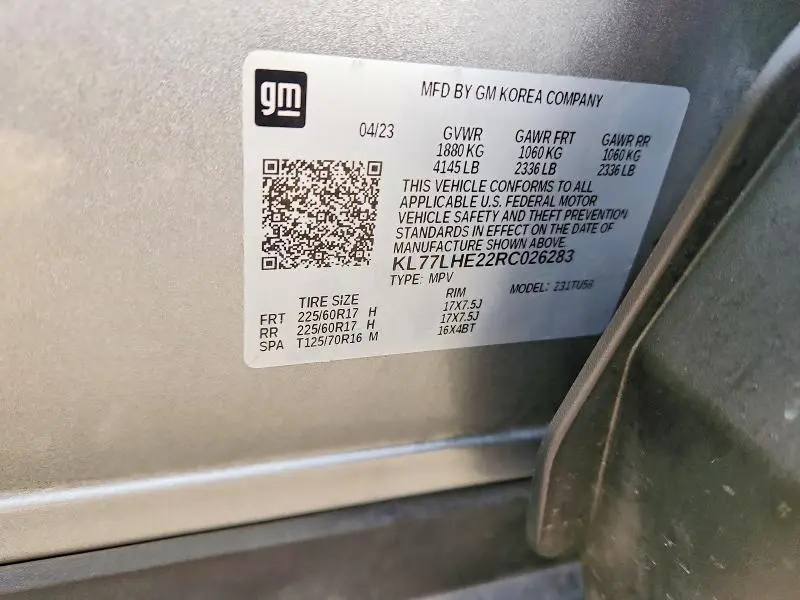 gm
MFD BY GM KOREA COMPANY
04/23 GVWR GAWR FRT GAWR RR
1880 KG 1060 KG 1060 KG
4145 LB 2336 LB 2336 LB
THIS VEHICLE CONFORMS TO ALL
APPLICABLE U.S. FEDERAL MOTOR
VEHICLE SAFETY AND THEFT PREVENTION
STANDARDS IN EFFECT ON THE DATE OF
MANUFACTURE SHOWN ABOVE.
KL77LHE22RC026283
TYPE: MPV MODEL: 231TU58
TIRE SIZE RIM
FRT 225/60R17 H 17X7.5J
RR 225/60R17 H 17X7.5J
SPA T125/70R16 M 16X4BT